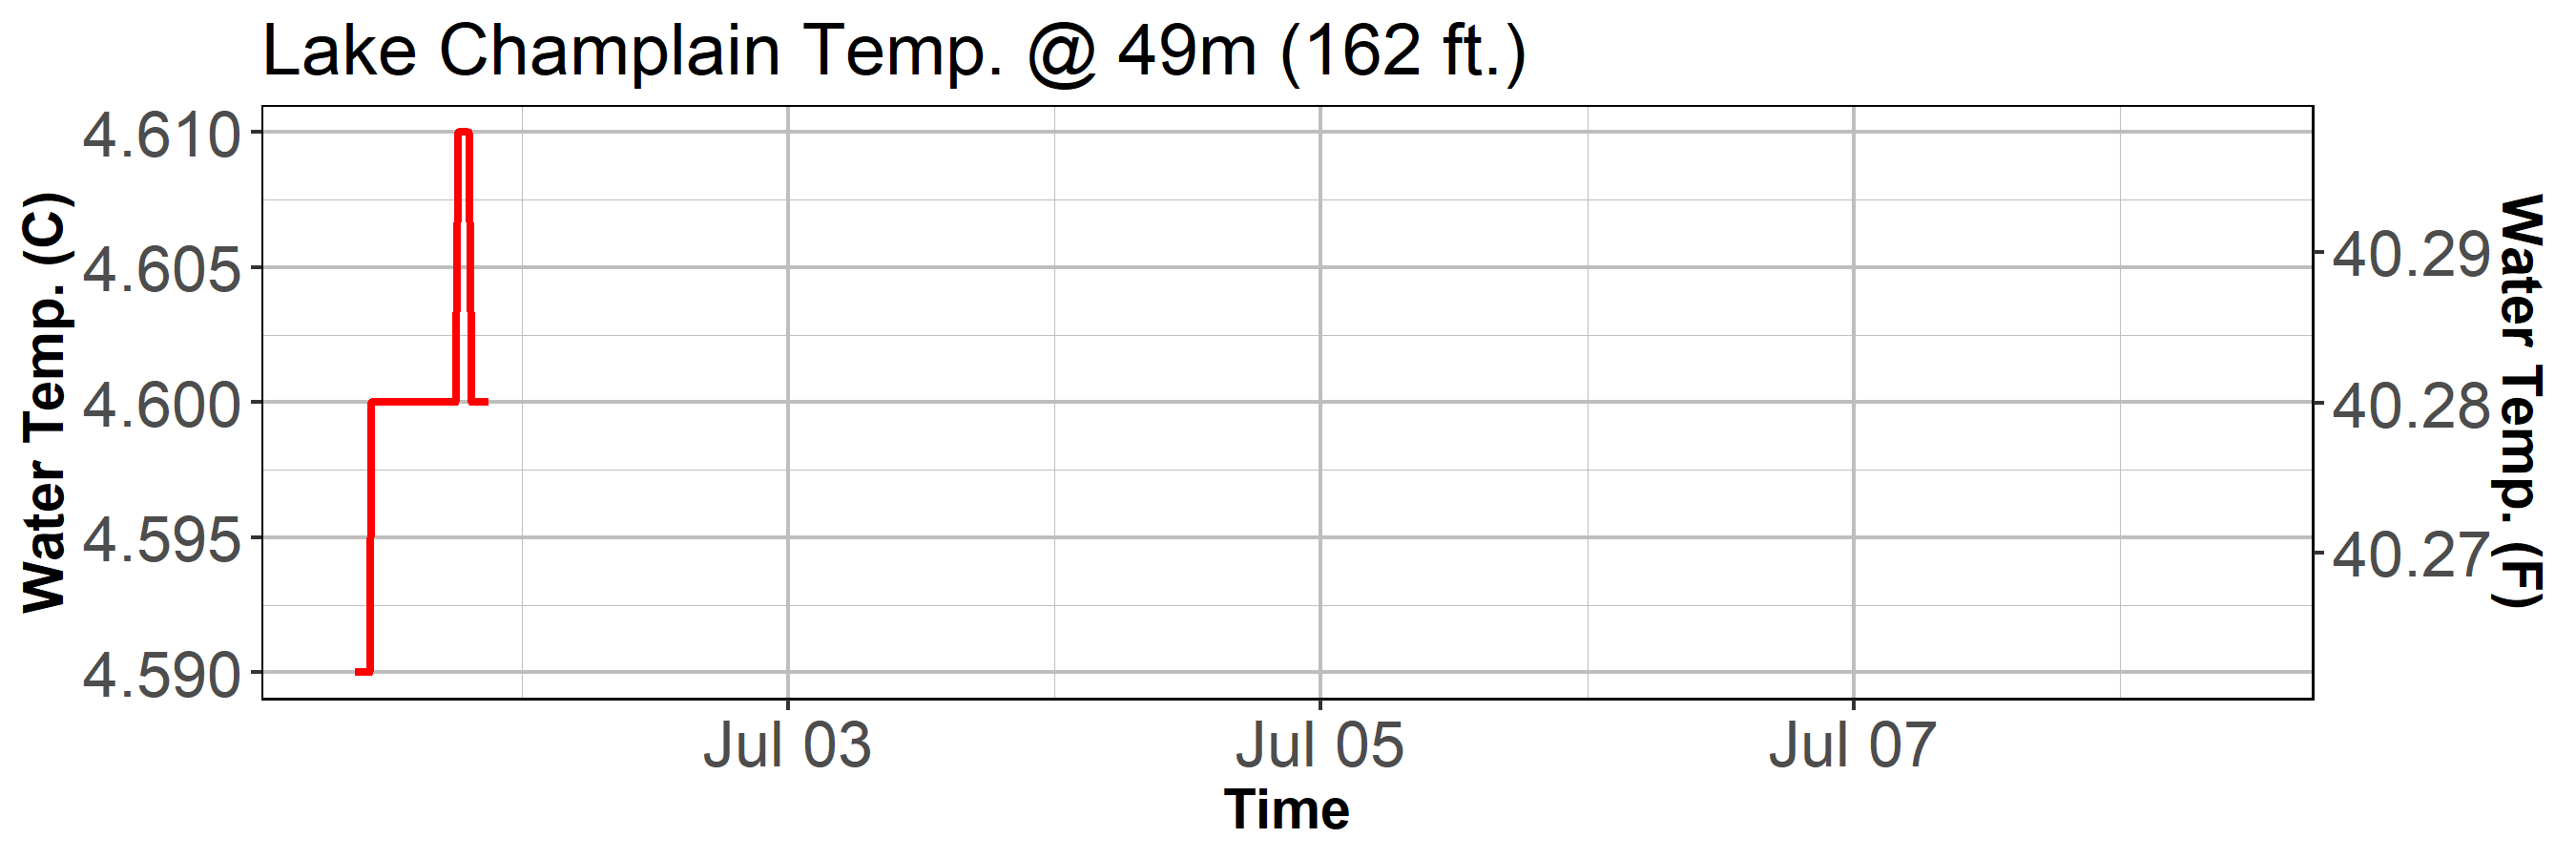 Lake Champlain Temp. @ 49m (162 ft.)
Water Temp. (C)
4.610
4.605
4.600
4.595
4.590
40.29
40.28
40.27
Water Temp. (F)
Jul 03 Jul 05 Jul 07
Time